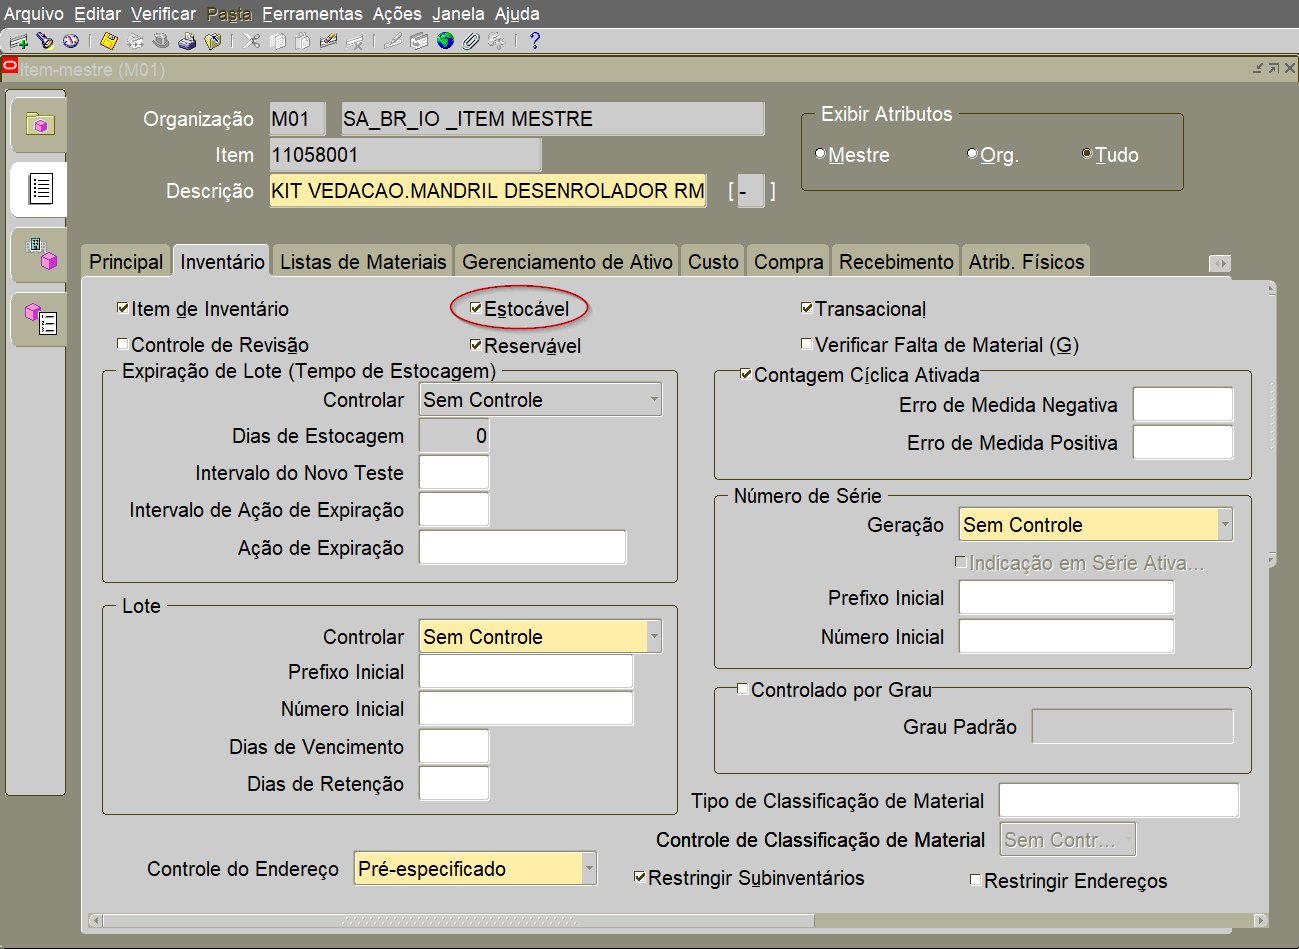 Arquivo Editar Verificar Pasta Ferramentas Ações Janela Ajuda
Item-mestre (M01)
Organização M01 SA_BR_IO _ITEM MESTRE
Item 11058001
Descrição KIT VEDACAO.MANDRIL DESENROLADOR RM [ - ]
Exibir Atributos
Mestre Org. Tudo
Principal Inventário Listas de Materiais Gerenciamento de Ativo Custo Compra Recebimento Atrib. Físicos
Item de Inventário Estocável Transacional
Controle de Revisão Reservável Verificar Falta de Material (G)
Expiração de Lote (Tempo de Estocagem)
Controlar Sem Controle
Dias de Estocagem 0
Intervalo do Novo Teste
Intervalo de Ação de Expiração
Ação de Expiração
Contagem Cíclica Ativada
Erro de Medida Negativa
Erro de Medida Positiva
Número de Série
Geração Sem Controle
Indicação em Série Ativa...
Prefixo Inicial
Número Inicial
Lote
Controlar Sem Controle
Prefixo Inicial
Número Inicial
Dias de Vencimento
Dias de Retenção
Controlado por Grau
Grau Padrão
Tipo de Classificação de Material
Controle de Classificação de Material Sem Contr...
Controle do Endereço Pré-especificado
Restringir Subinventários Restringir Endereços